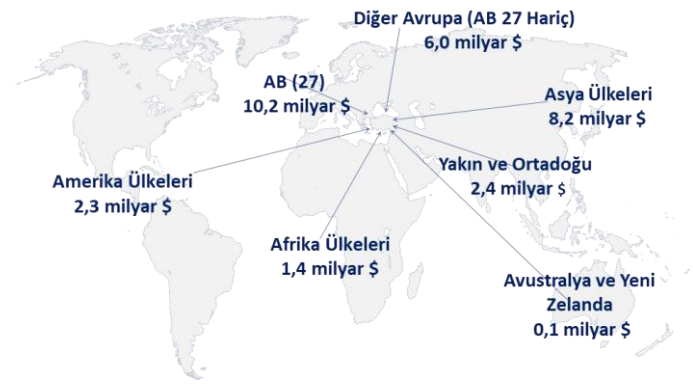 Diğer Avrupa (AB 27 Hariç)
6,0 milyar $
AB (27)
10,2 milyar $
Asya Ülkeleri
8,2 milyar $
Yakın ve Ortadoğu
2,4 milyar $
Amerika Ülkeleri
2,3 milyar $
Afrika Ülkeleri
1,4 milyar $
Avustralya ve Yeni
Zelanda
0,1 milyar $